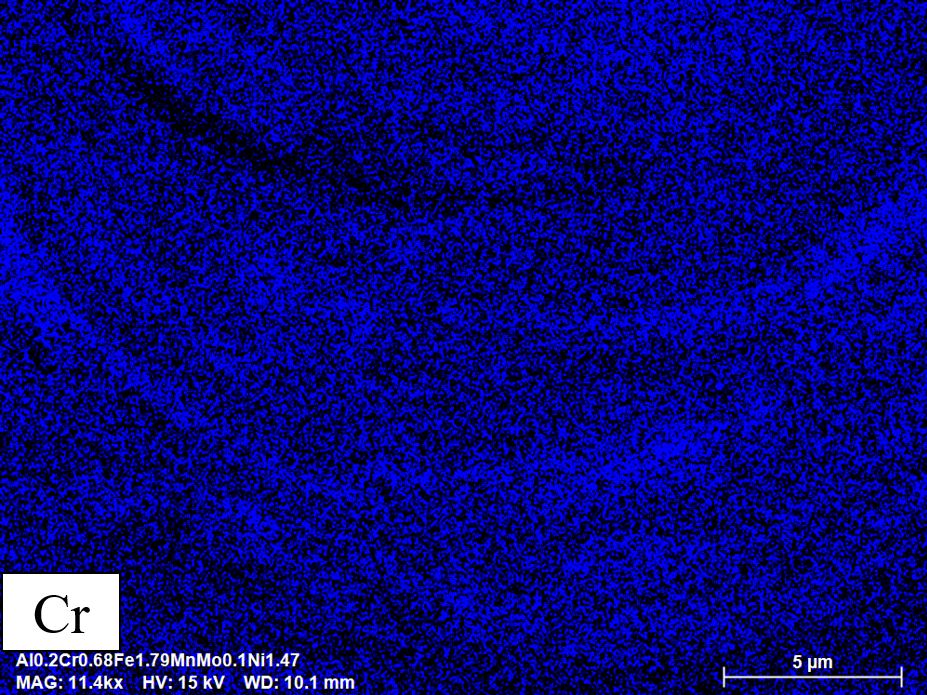 Cr
Al0.2Cr0.68Fe1.79MnMo0.1Ni1.47
MAG: 11.4kx HV: 15 kV WD: 10.1 mm
5 µm